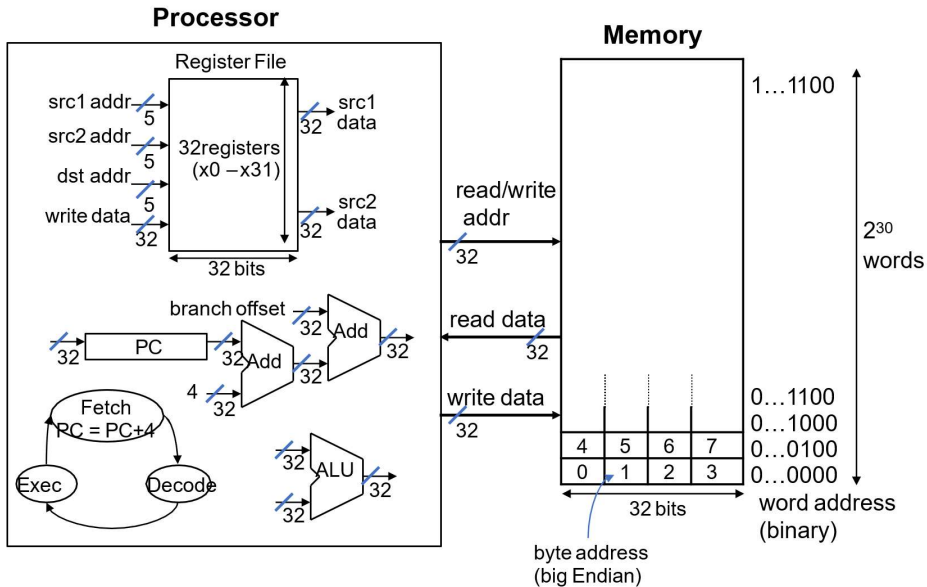 Processor
Register File
src1 addr
5
src2 addr
5
dst addr
5
write data
32
32registers
(x0 – x31)
src1
data
32
src2
data
32
32 bits
branch offset
32
Add
32
32
PC
32
Add
32
4
32
Fetch
PC = PC+4
Exec
Decode
32
ALU
32
32
read/write
addr
32
read data
32
write data
32
Memory
1…1100
2³⁰
words
0…1100
0…1000
4 5 6 7
0…0100
0 1 2 3
0…0000
32 bits
word address
(binary)
byte address
(big Endian)